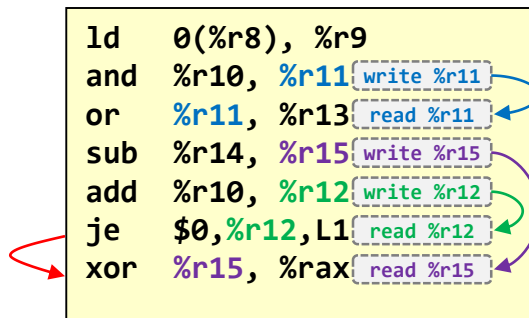 ld 0(%r8), %r9
and %r10, %r11 write %r11
or %r11, %r13 read %r11
sub %r14, %r15 write %r15
add %r10, %r12 write %r12
je $0,%r12,L1 read %r12
xor %r15, %rax read %r15